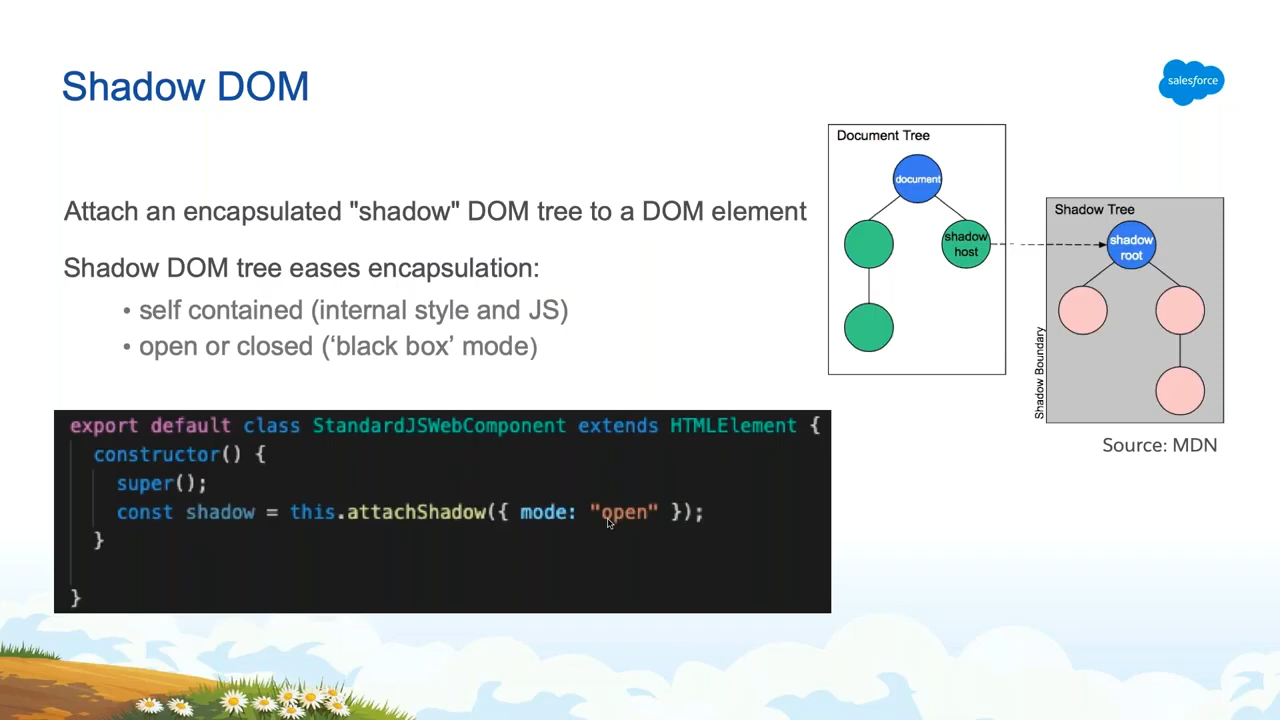 Shadow DOM
salesforce
Attach an encapsulated "shadow" DOM tree to a DOM element
Shadow DOM tree eases encapsulation:
• self contained (internal style and JS)
• open or closed (‘black box’ mode)
Document Tree
document
shadow
host
Shadow Tree
shadow
root
Shadow Boundary
Source: MDN
export default class StandardJSWebComponent extends HTMLElement {
constructor() {
super();
const shadow = this.attachShadow({ mode: "open" });
}
}